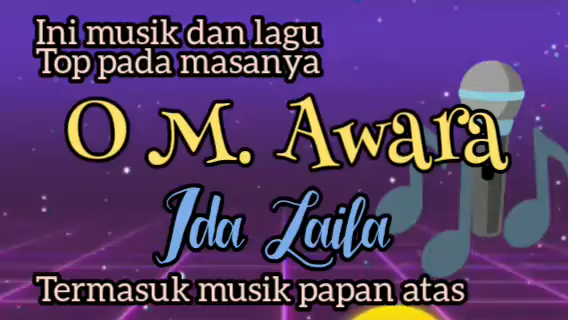 Ini musik dan lagu
Top pada masanya
O M. Awara
Ida Laila
Termasuk musik papan atas